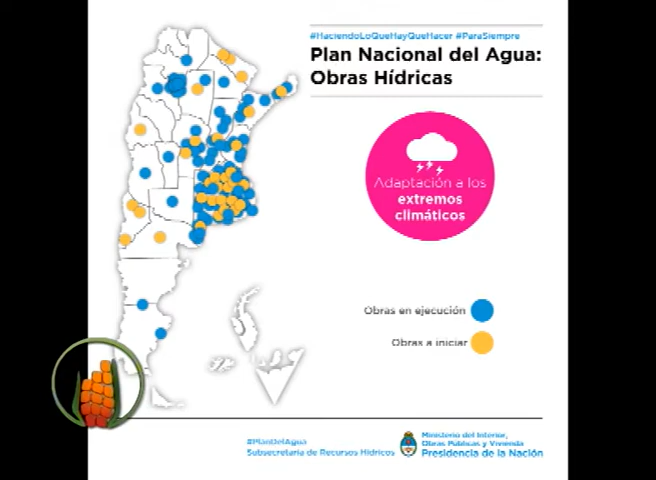 #HaciendoLoQueHayQueHacer #ParaSiempre
Plan Nacional del Agua:
Obras Hídricas
Adaptación a los
extremos
climáticos
Obras en ejecución
Obras a iniciar
#PlanDelAgua
Subsecretaría de Recursos Hídricos
Ministerio del Interior,
Obras Públicas y Vivienda
Presidencia de la Nación